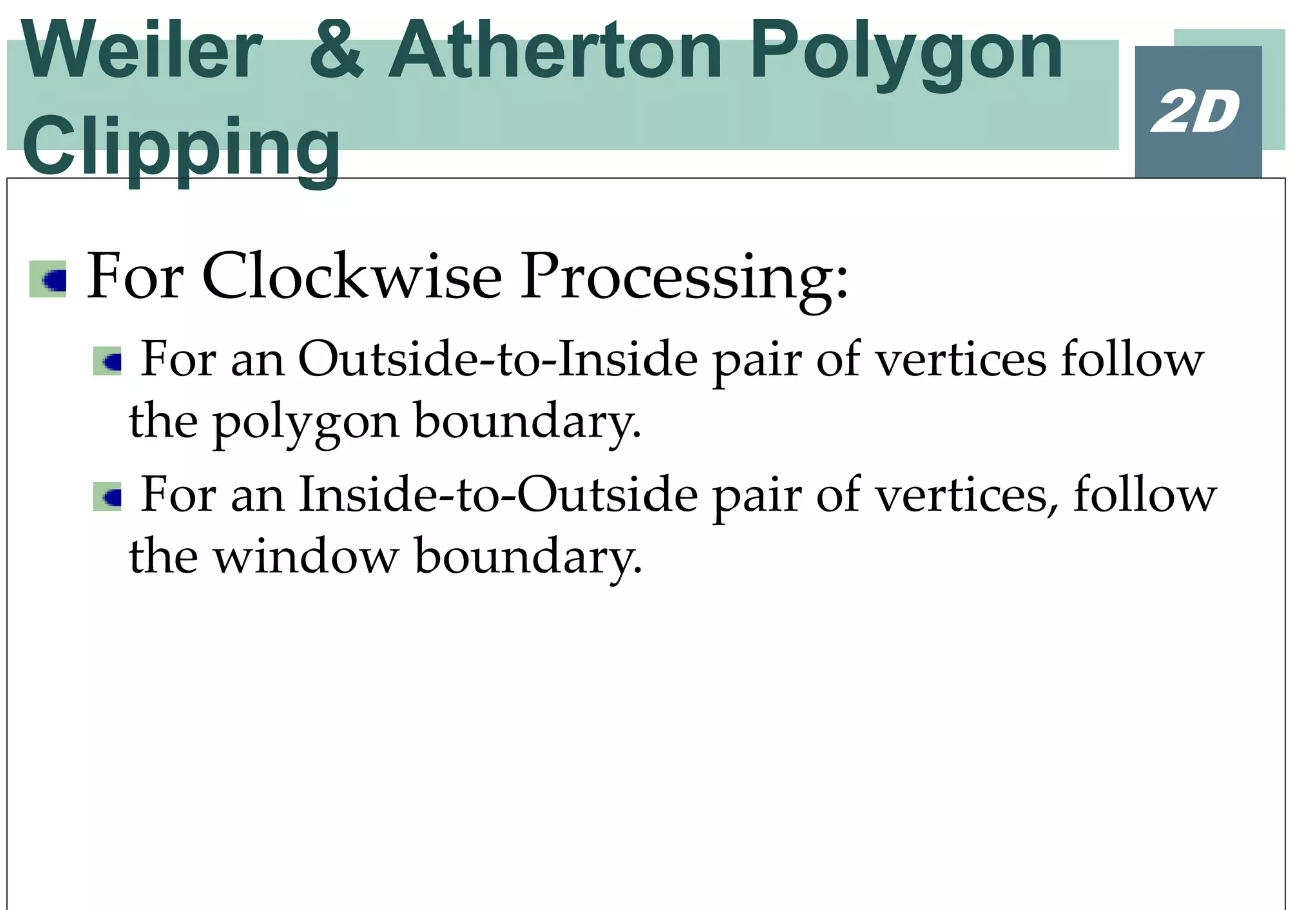 Weiler & Atherton Polygon
Clipping
2D
For Clockwise Processing:
For an Outside-to-Inside pair of vertices follow
the polygon boundary.
For an Inside-to-Outside pair of vertices, follow
the window boundary.